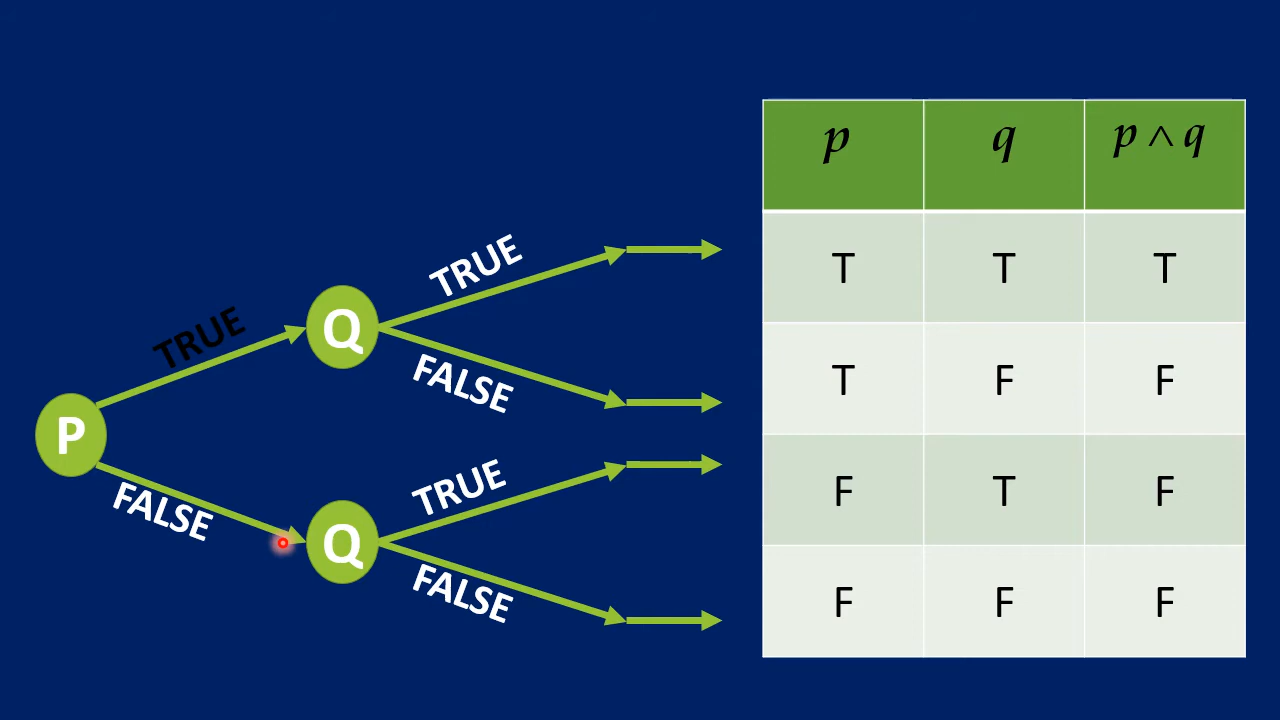 TRUE
TRUE
Q
FALSE
P
FALSE
TRUE
Q
FALSE
p q p ∧ q
T T T
T F F
F T F
F F F